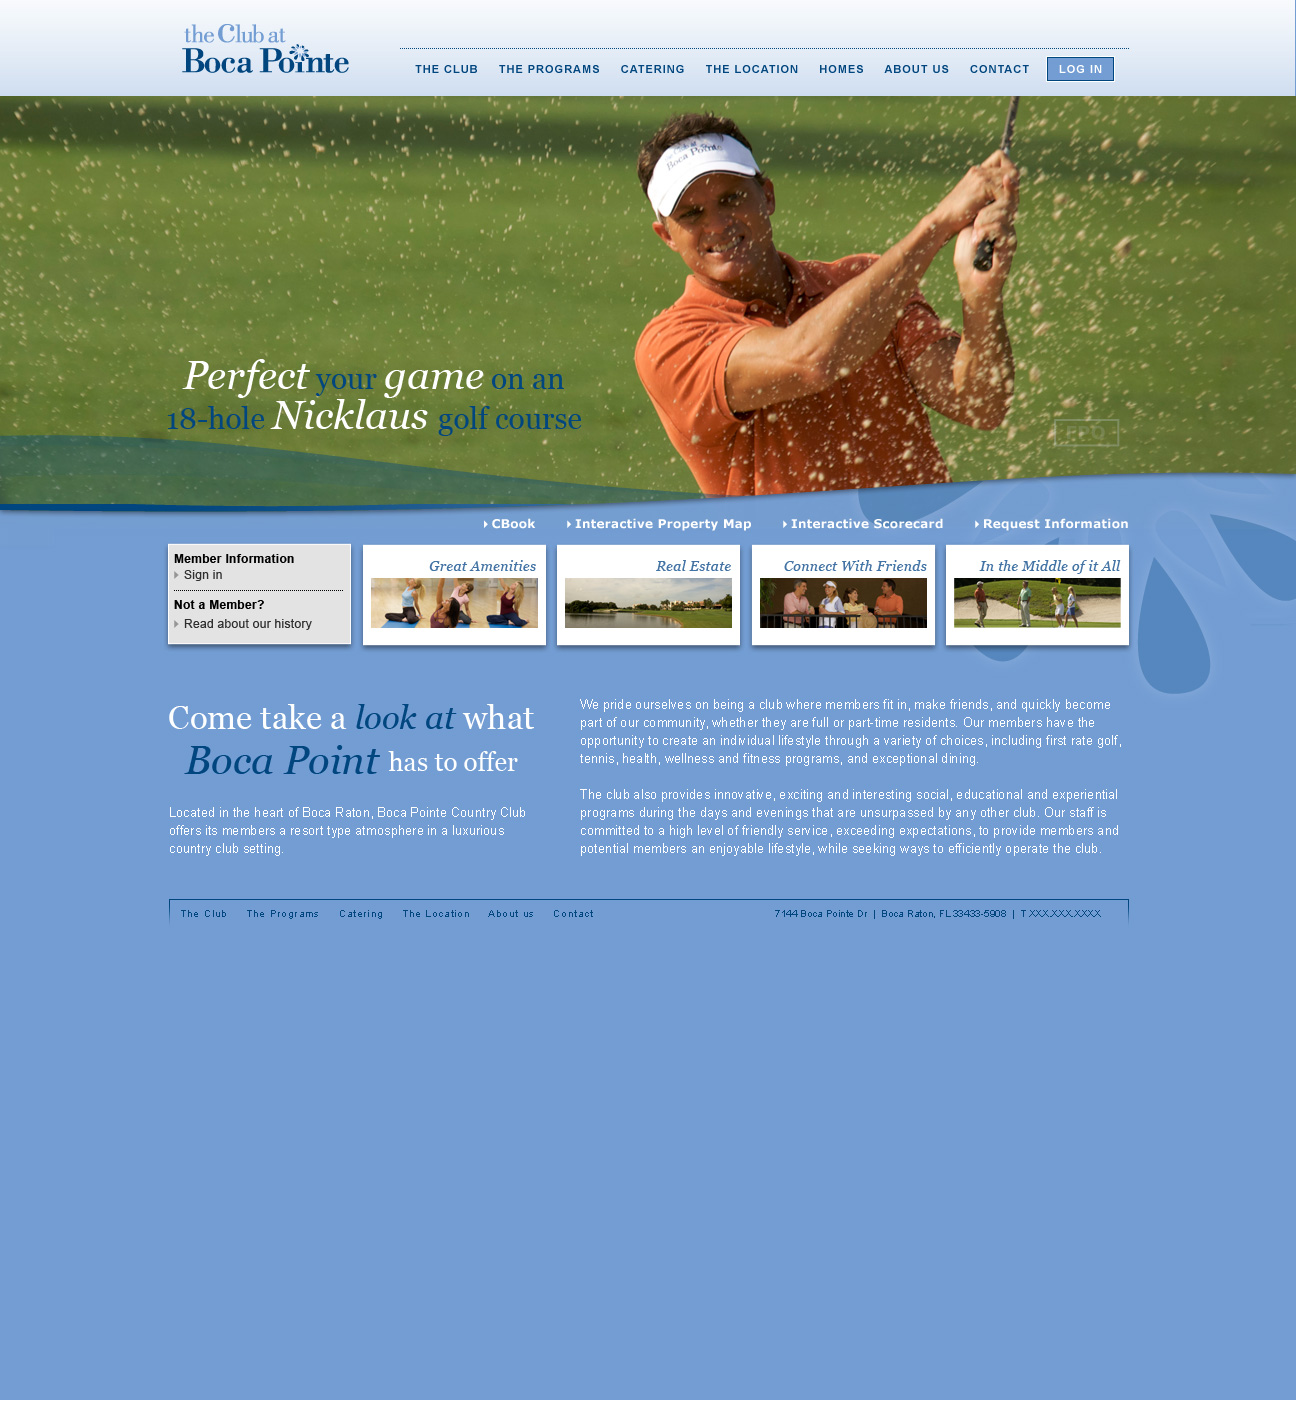 the Club at
Boca Pointe
THE CLUB THE PROGRAMS CATERING THE LOCATION HOMES ABOUT US CONTACT LOG IN
the Club at
Boca Pointe
Perfect your game on an
18-hole Nicklaus golf course
CBook Interactive Property Map Interactive Scorecard Request Information
Member Information
Sign in
Not a Member?
Read about our history
Great Amenities
Real Estate
Connect With Friends
In the Middle of it All
Come take a look at what
Boca Point has to offer
Located in the heart of Boca Raton, Boca Pointe Country Club
offers its members a resort type atmosphere in a luxurious
country club setting.
We pride ourselves on being a club where members fit in, make friends, and quickly become
part of our community, whether they are full or part-time residents. Our members have the
opportunity to create an individual lifestyle through a variety of choices, including first rate golf,
tennis, health, wellness and fitness programs, and exceptional dining.
The club also provides innovative, exciting and interesting social, educational and experiential
programs during the days and evenings that are unsurpassed by any other club. Our staff is
committed to a high level of friendly service, exceeding expectations, to provide members and
potential members an enjoyable lifestyle, while seeking ways to efficiently operate the club.
The Club The Programs Catering The Location About us Contact
7144 Boca Pointe Dr | Boca Raton, FL 33433-5908 | T XXX.XXX.XXXX